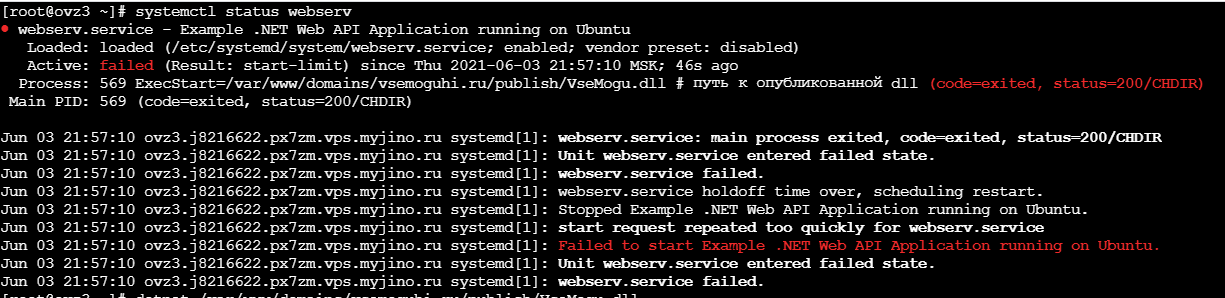 [root@ovz3 ~]# systemctl status webserv
● webserv.service - Example .NET Web API Application running on Ubuntu
Loaded: loaded (/etc/systemd/system/webserv.service; enabled; vendor preset: disabled)
Active: failed (Result: start-limit) since Thu 2021-06-03 21:57:10 MSK; 46s ago
Process: 569 ExecStart=/var/www/domains/vsemoguhi.ru/publish/VseMogu.dll # путь к опубликованной dll (code=exited, status=200/CHDIR)
Main PID: 569 (code=exited, status=200/CHDIR)
Jun 03 21:57:10 ovz3.j8216622.px7zm.vps.myjino.ru systemd[1]: webserv.service: main process exited, code=exited, status=200/CHDIR
Jun 03 21:57:10 ovz3.j8216622.px7zm.vps.myjino.ru systemd[1]: Unit webserv.service entered failed state.
Jun 03 21:57:10 ovz3.j8216622.px7zm.vps.myjino.ru systemd[1]: webserv.service failed.
Jun 03 21:57:10 ovz3.j8216622.px7zm.vps.myjino.ru systemd[1]: webserv.service holdoff time over, scheduling restart.
Jun 03 21:57:10 ovz3.j8216622.px7zm.vps.myjino.ru systemd[1]: Stopped Example .NET Web API Application running on Ubuntu.
Jun 03 21:57:10 ovz3.j8216622.px7zm.vps.myjino.ru systemd[1]: start request repeated too quickly for webserv.service
Jun 03 21:57:10 ovz3.j8216622.px7zm.vps.myjino.ru systemd[1]: Failed to start Example .NET Web API Application running on Ubuntu.
Jun 03 21:57:10 ovz3.j8216622.px7zm.vps.myjino.ru systemd[1]: Unit webserv.service entered failed state.
Jun 03 21:57:10 ovz3.j8216622.px7zm.vps.myjino.ru systemd[1]: webserv.service failed.
[root@ovz3 ~]# dotnet /var/www/domains/vsemoguhi.ru/publish/VseMogu.dll